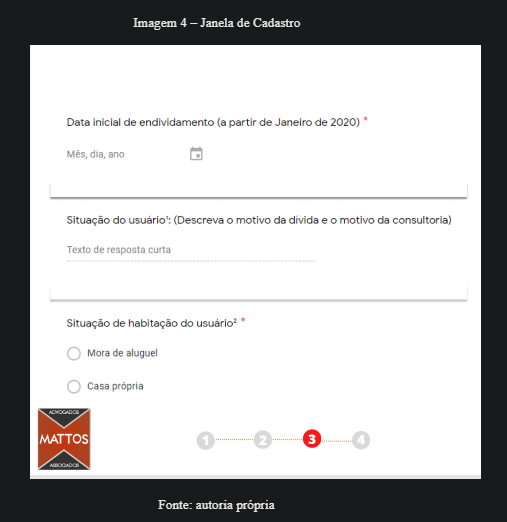 Imagem 4 – Janela de Cadastro
Data inicial de endividamento (a partir de Janeiro de 2020) *
Mês, dia, ano
Situação do usuário¹: (Descreva o motivo da dívida e o motivo da consultoria)
Texto de resposta curta
Situação de habitação do usuário² *
Mora de aluguel
Casa própria
ADVOGADOS
MATTOS
ASSOGADOS
1 2 3 4
Fonte: autoria própria